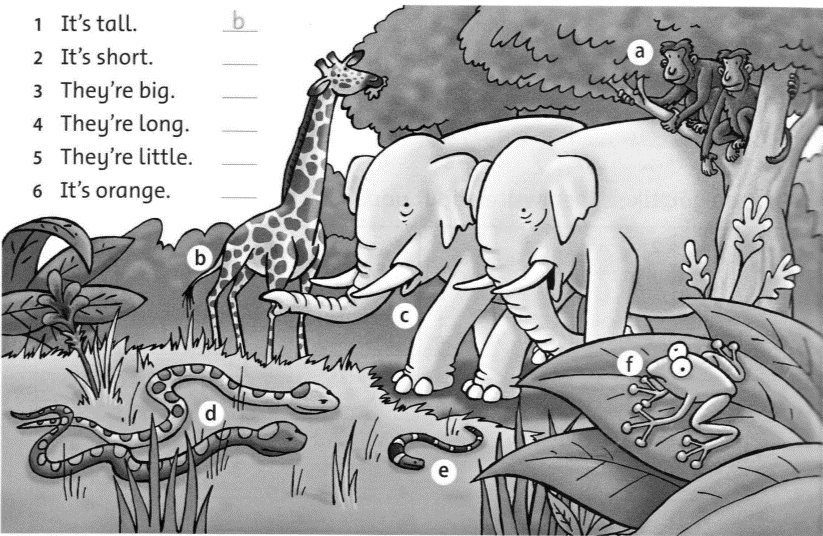 1 It's tall. b
2 It's short.
3 They're big.
4 They're long.
5 They're little.
6 It's orange.
a
b
c
f
d
e